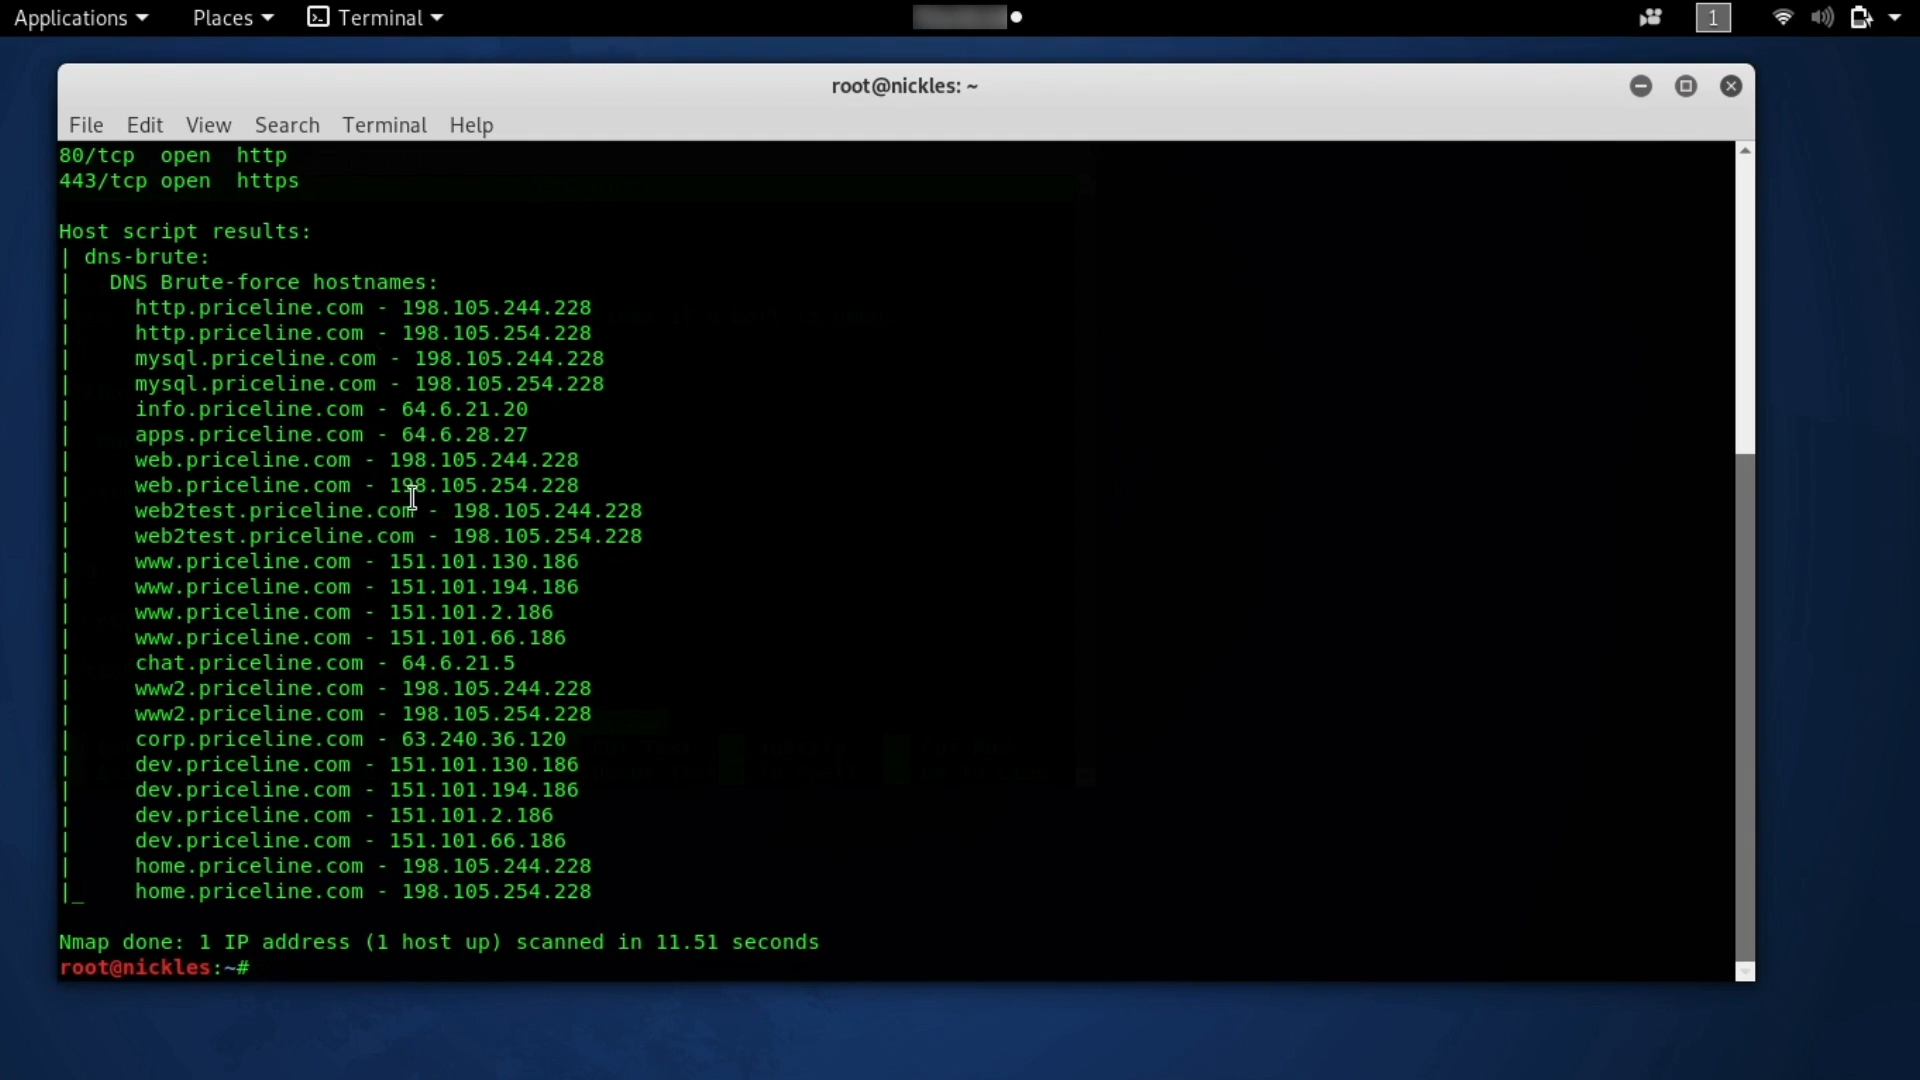 Applications Places Terminal 1
root@nickles: ~
File Edit View Search Terminal Help
80/tcp open http
443/tcp open https
Host script results:
| dns-brute:
| DNS Brute-force hostnames:
| http.priceline.com - 198.105.244.228
| http.priceline.com - 198.105.254.228
| mysql.priceline.com - 198.105.244.228
| mysql.priceline.com - 198.105.254.228
| info.priceline.com - 64.6.21.20
| apps.priceline.com - 64.6.28.27
| web.priceline.com - 198.105.244.228
| web.priceline.com - 198.105.254.228
| web2test.priceline.com - 198.105.244.228
| web2test.priceline.com - 198.105.254.228
| www.priceline.com - 151.101.130.186
| www.priceline.com - 151.101.194.186
| www.priceline.com - 151.101.2.186
| www.priceline.com - 151.101.66.186
| chat.priceline.com - 64.6.21.5
| www2.priceline.com - 198.105.244.228
| www2.priceline.com - 198.105.254.228
| corp.priceline.com - 63.240.36.120
| dev.priceline.com - 151.101.130.186
| dev.priceline.com - 151.101.194.186
| dev.priceline.com - 151.101.2.186
| dev.priceline.com - 151.101.66.186
| home.priceline.com - 198.105.244.228
|_ home.priceline.com - 198.105.254.228
Nmap done: 1 IP address (1 host up) scanned in 11.51 seconds
root@nickles:~#